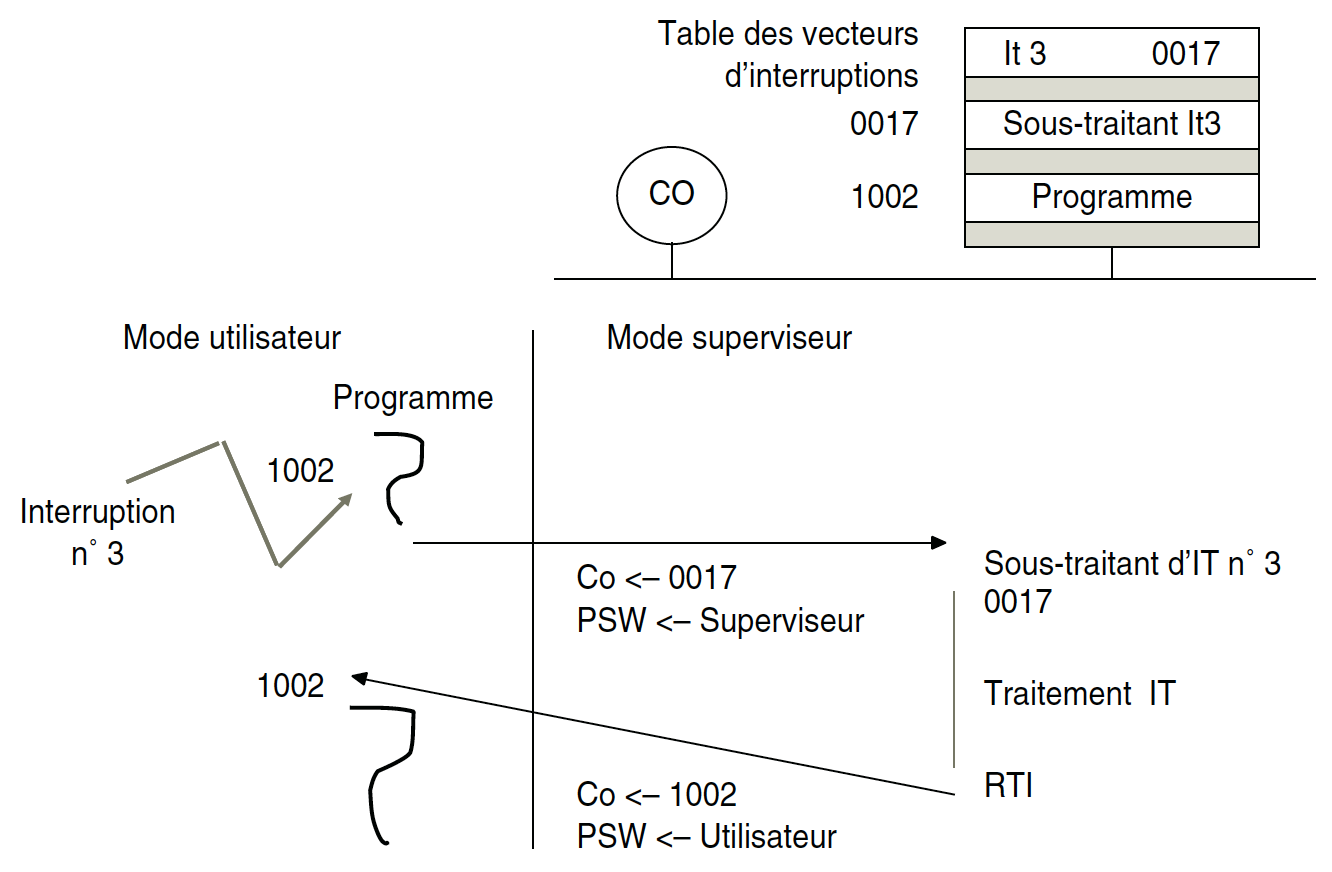 Table des vecteurs
d'interruptions
It 3 0017
0017
Sous-traitant It3
CO
1002
Programme
Mode utilisateur
Mode superviseur
Programme
1002
Interruption
n° 3
Co <– 0017
PSW <– Superviseur
Sous-traitant d'IT n° 3
0017
1002
Traitement IT
RTI
Co <– 1002
PSW <– Utilisateur